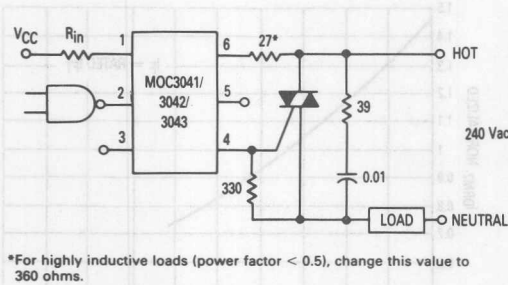 VCC
Rin
1
6
27*
HOT
MOC3041/
3042/
3043
2
5
39
240 Vac
3
4
330
0.01
LOAD
NEUTRAL
*For highly inductive loads (power factor < 0.5), change this value to
360 ohms.